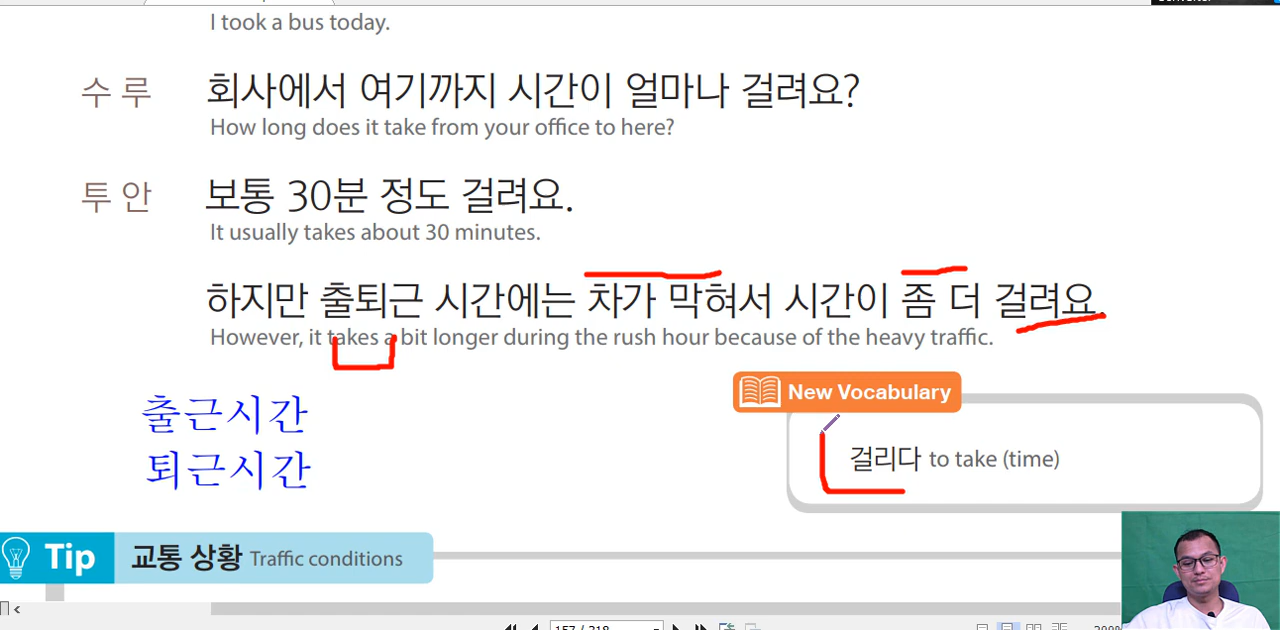 I took a bus today.
수 루 회사에서 여기까지 시간이 얼마나 걸려요?
How long does it take from your office to here?
투 안 보통 30분 정도 걸려요.
It usually takes about 30 minutes.
하지만 출퇴근 시간에는 차가 막혀서 시간이 좀 더 걸려요.
However, it takes a bit longer during the rush hour because of the heavy traffic.
출근시간
퇴근시간
New Vocabulary
걸리다 to take (time)
Tip 교통 상황 Traffic conditions
157 / 318